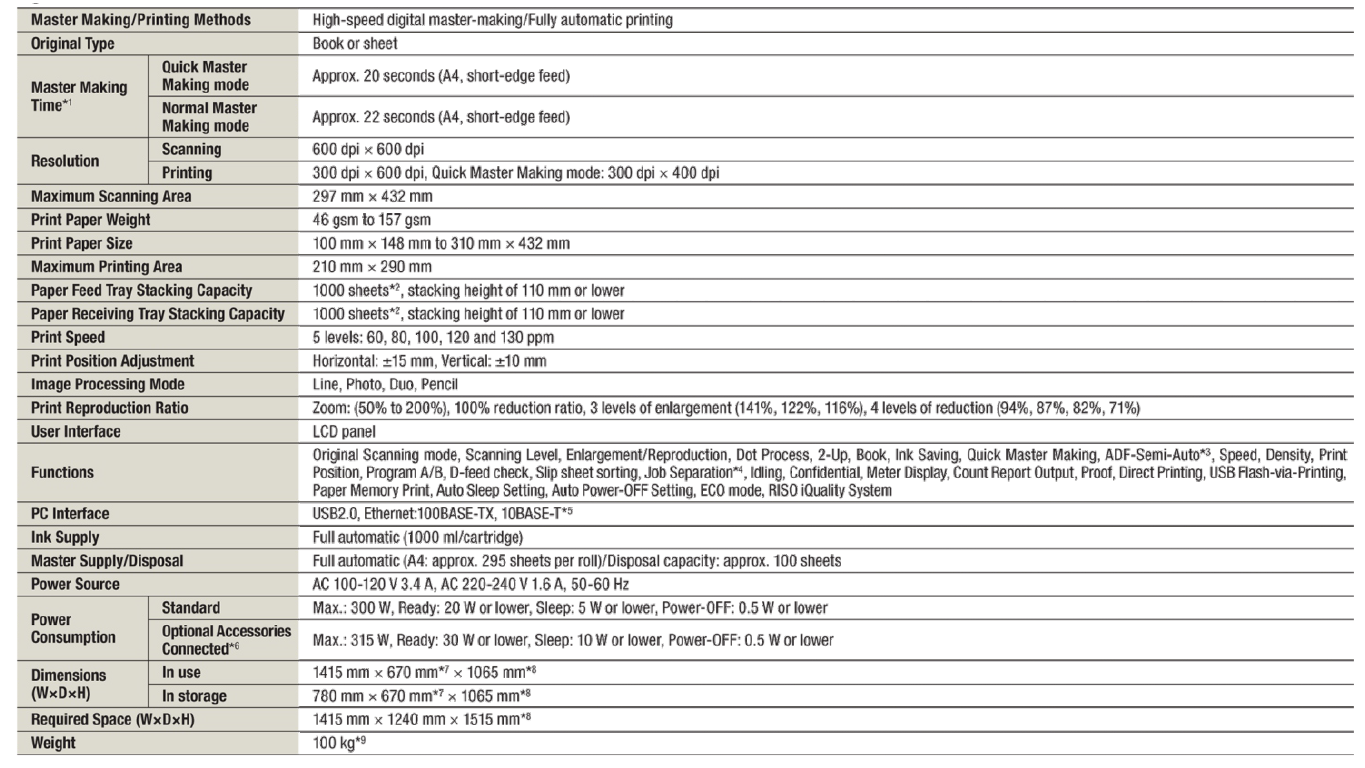 Master Making/Printing Methods High-speed digital master-making/Fully automatic printing
Original Type Book or sheet
Master Making Time*1 Quick Master Making mode Approx. 20 seconds (A4, short-edge feed)
Normal Master Making mode Approx. 22 seconds (A4, short-edge feed)
Resolution Scanning 600 dpi × 600 dpi
Printing 300 dpi × 600 dpi, Quick Master Making mode: 300 dpi × 400 dpi
Maximum Scanning Area 297 mm × 432 mm
Print Paper Weight 46 gsm to 157 gsm
Print Paper Size 100 mm × 148 mm to 310 mm × 432 mm
Maximum Printing Area 210 mm × 290 mm
Paper Feed Tray Stacking Capacity 1000 sheets*2, stacking height of 110 mm or lower
Paper Receiving Tray Stacking Capacity 1000 sheets*2, stacking height of 110 mm or lower
Print Speed 5 levels: 60, 80, 100, 120 and 130 ppm
Print Position Adjustment Horizontal: ±15 mm, Vertical: ±10 mm
Image Processing Mode Line, Photo, Duo, Pencil
Print Reproduction Ratio Zoom: (50% to 200%), 100% reduction ratio, 3 levels of enlargement (141%, 122%, 116%), 4 levels of reduction (94%, 87%, 82%, 71%)
User Interface LCD panel
Functions Original Scanning mode, Scanning Level, Enlargement/Reproduction, Dot Process, 2-Up, Book, Ink Saving, Quick Master Making, ADF-Semi-Auto*3, Speed, Density, Print
Position, Program A/B, D-feed check, Slip sheet sorting, Job Separation*4, Idling, Confidential, Meter Display, Count Report Output, Proof, Direct Printing, USB Flash-via-Printing,
Paper Memory Print, Auto Sleep Setting, Auto Power-OFF Setting, ECO mode, RISO iQuality System
PC Interface USB2.0, Ethernet:100BASE-TX, 10BASE-T*5
Ink Supply Full automatic (1000 ml/cartridge)
Master Supply/Disposal Full automatic (A4: approx. 295 sheets per roll)/Disposal capacity: approx. 100 sheets
Power Source AC 100-120 V 3.4 A, AC 220-240 V 1.6 A, 50-60 Hz
Power Consumption Standard Max.: 300 W, Ready: 20 W or lower, Sleep: 5 W or lower, Power-OFF: 0.5 W or lower
Optional Accessories Connected*6 Max.: 315 W, Ready: 30 W or lower, Sleep: 10 W or lower, Power-OFF: 0.5 W or lower
Dimensions (W×D×H) In use 1415 mm × 670 mm*7 × 1065 mm*8
In storage 780 mm × 670 mm*7 × 1065 mm*8
Required Space (W×D×H) 1415 mm × 1240 mm × 1515 mm*8
Weight 100 kg*9